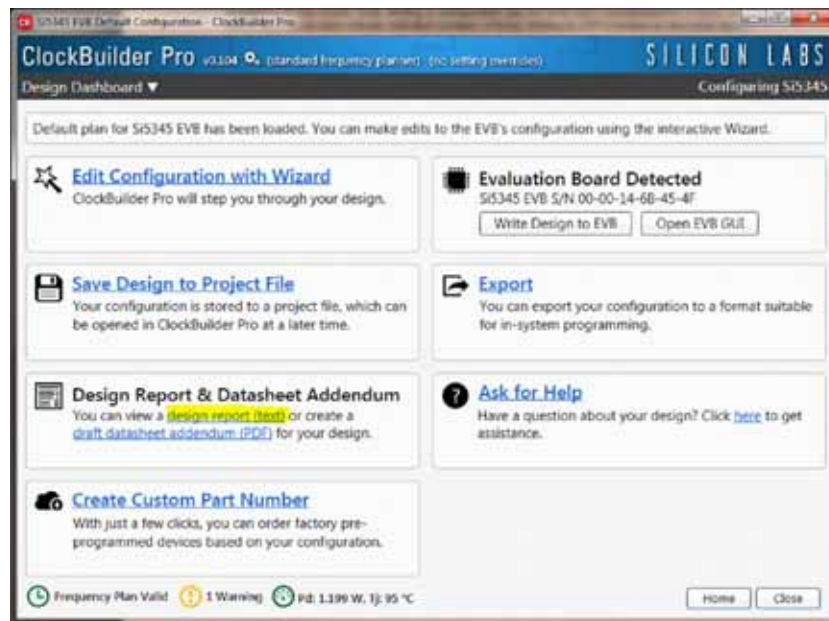 Si5345 EVB Default Configuration - ClockBuilder Pro
ClockBuilder Pro v0.104 (standard frequency planner) (no setting overrides)
SILICON LABS
Design Dashboard ▼
Configuring Si5345
Default plan for Si5345 EVB has been loaded. You can make edits to the EVB's configuration using the interactive Wizard.
Edit Configuration with Wizard
ClockBuilder Pro will step you through your design.
Evaluation Board Detected
Si5345 EVB S/N 00-00-14-6B-45-4F
Write Design to EVB
Open EVB GUI
Save Design to Project File
Your configuration is stored to a project file, which can
be opened in ClockBuilder Pro at a later time.
Export
You can export your configuration to a format suitable
for in-system programming.
Design Report & Datasheet Addendum
You can view a design report (text) or create a
draft datasheet addendum (PDF) for your design.
Ask for Help
Have a question about your design? Click here to get
assistance.
Create Custom Part Number
With just a few clicks, you can order factory pre-
programmed devices based on your configuration.
Frequency Plan Valid
1 Warning
Pd: 1.199 W, Tj: 95 °C
Home
Close